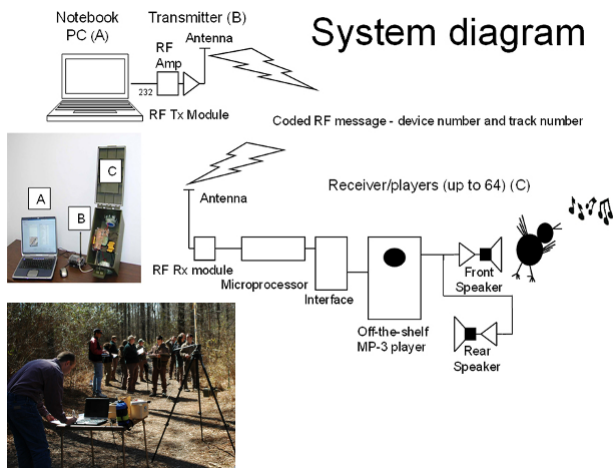 System diagram
Notebook
PC (A)
Transmitter (B)
Antenna
RF
Amp
232
RF Tx Module
Coded RF message - device number and track number
Antenna
Receiver/players (up to 64) (C)
RF Rx module
Microprocessor
Interface
Off-the-shelf
MP-3 player
Front
Speaker
Rear
Speaker
A
B
C